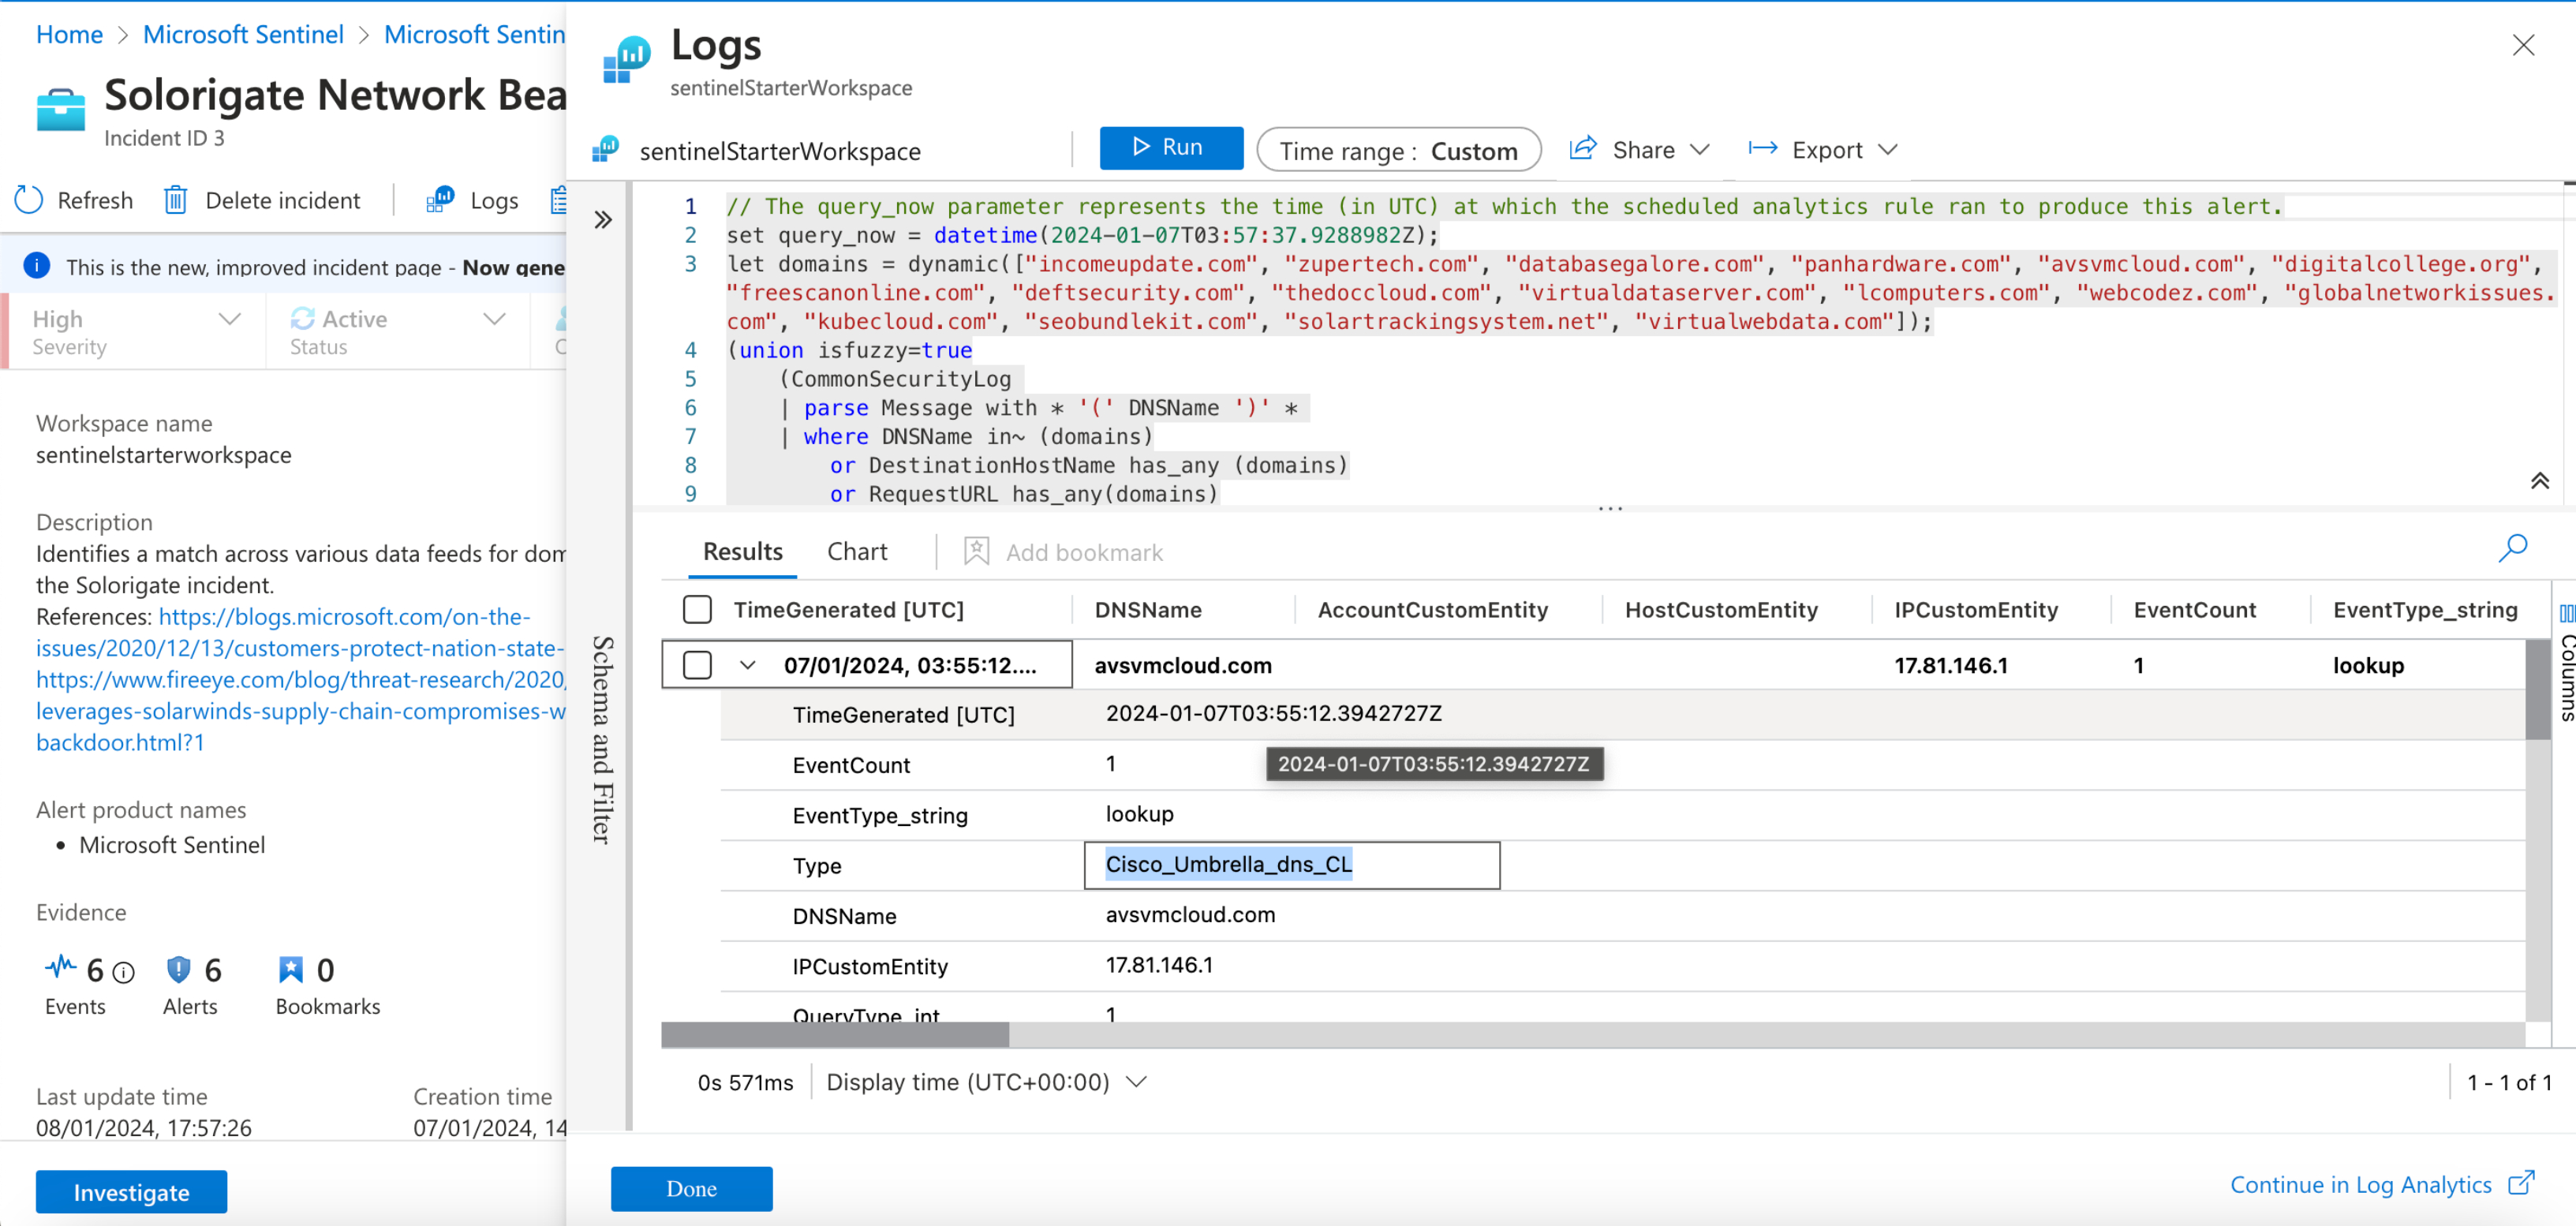 Home > Microsoft Sentinel > Microsoft Sentin
Solorigate Network Bea
Incident ID 3
Refresh Delete incident Logs
This is the new, improved incident page - Now gene
High
Severity
Active
Status
Workspace name
sentinelstarterworkspace
Description
Identifies a match across various data feeds for dom
the Solorigate incident.
References: https://blogs.microsoft.com/on-the-
issues/2020/12/13/customers-protect-nation-state-
https://www.fireeye.com/blog/threat-research/2020/
leverages-solarwinds-supply-chain-compromises-w
backdoor.html?1
Alert product names
• Microsoft Sentinel
Evidence
6 Events
6 Alerts
0 Bookmarks
Last update time
08/01/2024, 17:57:26
Creation time
07/01/2024, 14
Investigate
Logs
sentinelStarterWorkspace
sentinelStarterWorkspace
Run
Time range : Custom
Share
Export
Schema and Filter
1 // The query_now parameter represents the time (in UTC) at which the scheduled analytics rule ran to produce this alert.
2 set query_now = datetime(2024-01-07T03:57:37.9288982Z);
3 let domains = dynamic(["incomeupdate.com", "zupertech.com", "databasegalore.com", "panhardware.com", "avsvmcloud.com", "digitalcollege.org",
"freescanonline.com", "deftsecurity.com", "thedoccloud.com", "virtualdataserver.com", "lcomputers.com", "webcodez.com", "globalnetworkissues.
com", "kubecloud.com", "seobundlekit.com", "solartrackingsystem.net", "virtualwebdata.com"]);
4 (union isfuzzy=true
5 (CommonSecurityLog
6 | parse Message with * '(' DNSName ')' *
7 | where DNSName in~ (domains)
8 or DestinationHostName has_any (domains)
9 or RequestURL has_any(domains)
...
Results Chart Add bookmark
TimeGenerated [UTC] DNSName AccountCustomEntity HostCustomEntity IPCustomEntity EventCount EventType_string
07/01/2024, 03:55:12.... avsvmcloud.com 17.81.146.1 1 lookup
TimeGenerated [UTC] 2024-01-07T03:55:12.3942727Z
EventCount 1
2024-01-07T03:55:12.3942727Z
EventType_string lookup
Type Cisco_Umbrella_dns_CL
DNSName avsvmcloud.com
IPCustomEntity 17.81.146.1
QueryType_int 1
Columns
0s 571ms Display time (UTC+00:00) 1 - 1 of 1
Done
Continue in Log Analytics